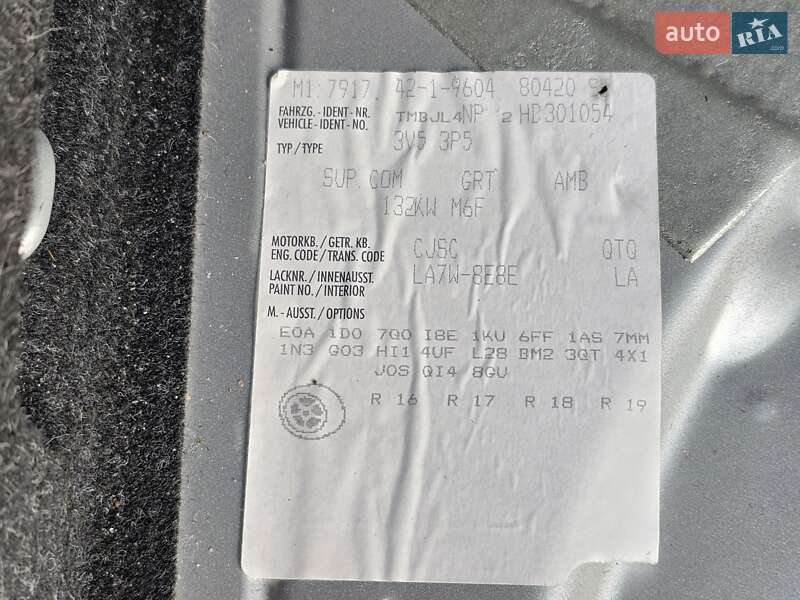 auto RIA
M1: 7917 42-1-9604 80420
FAHRZG. - IDENT - NR.
VEHICLE - IDENT - NO.
TMBJL4NP 2 HB301054
TYP / TYPE 3V5 3P5
SUP. COM GRT AMB
132KW M6F
MOTORKB. / GETR. KB.
ENG. CODE / TRANS. CODE
CJSC QTQ
LACKNR. / INNENAUSST.
PAINT NO. / INTERIOR
LA7W-8E8E LA
M. - AUSST. / OPTIONS
E0A 1D0 7Q0 I8E 1KU 6FF 1AS 7MM
1N3 G03 HI1 4UF L28 BM2 3QT 4X1
J0S QI4 8GU
R 16 R 17 R 18 R 19